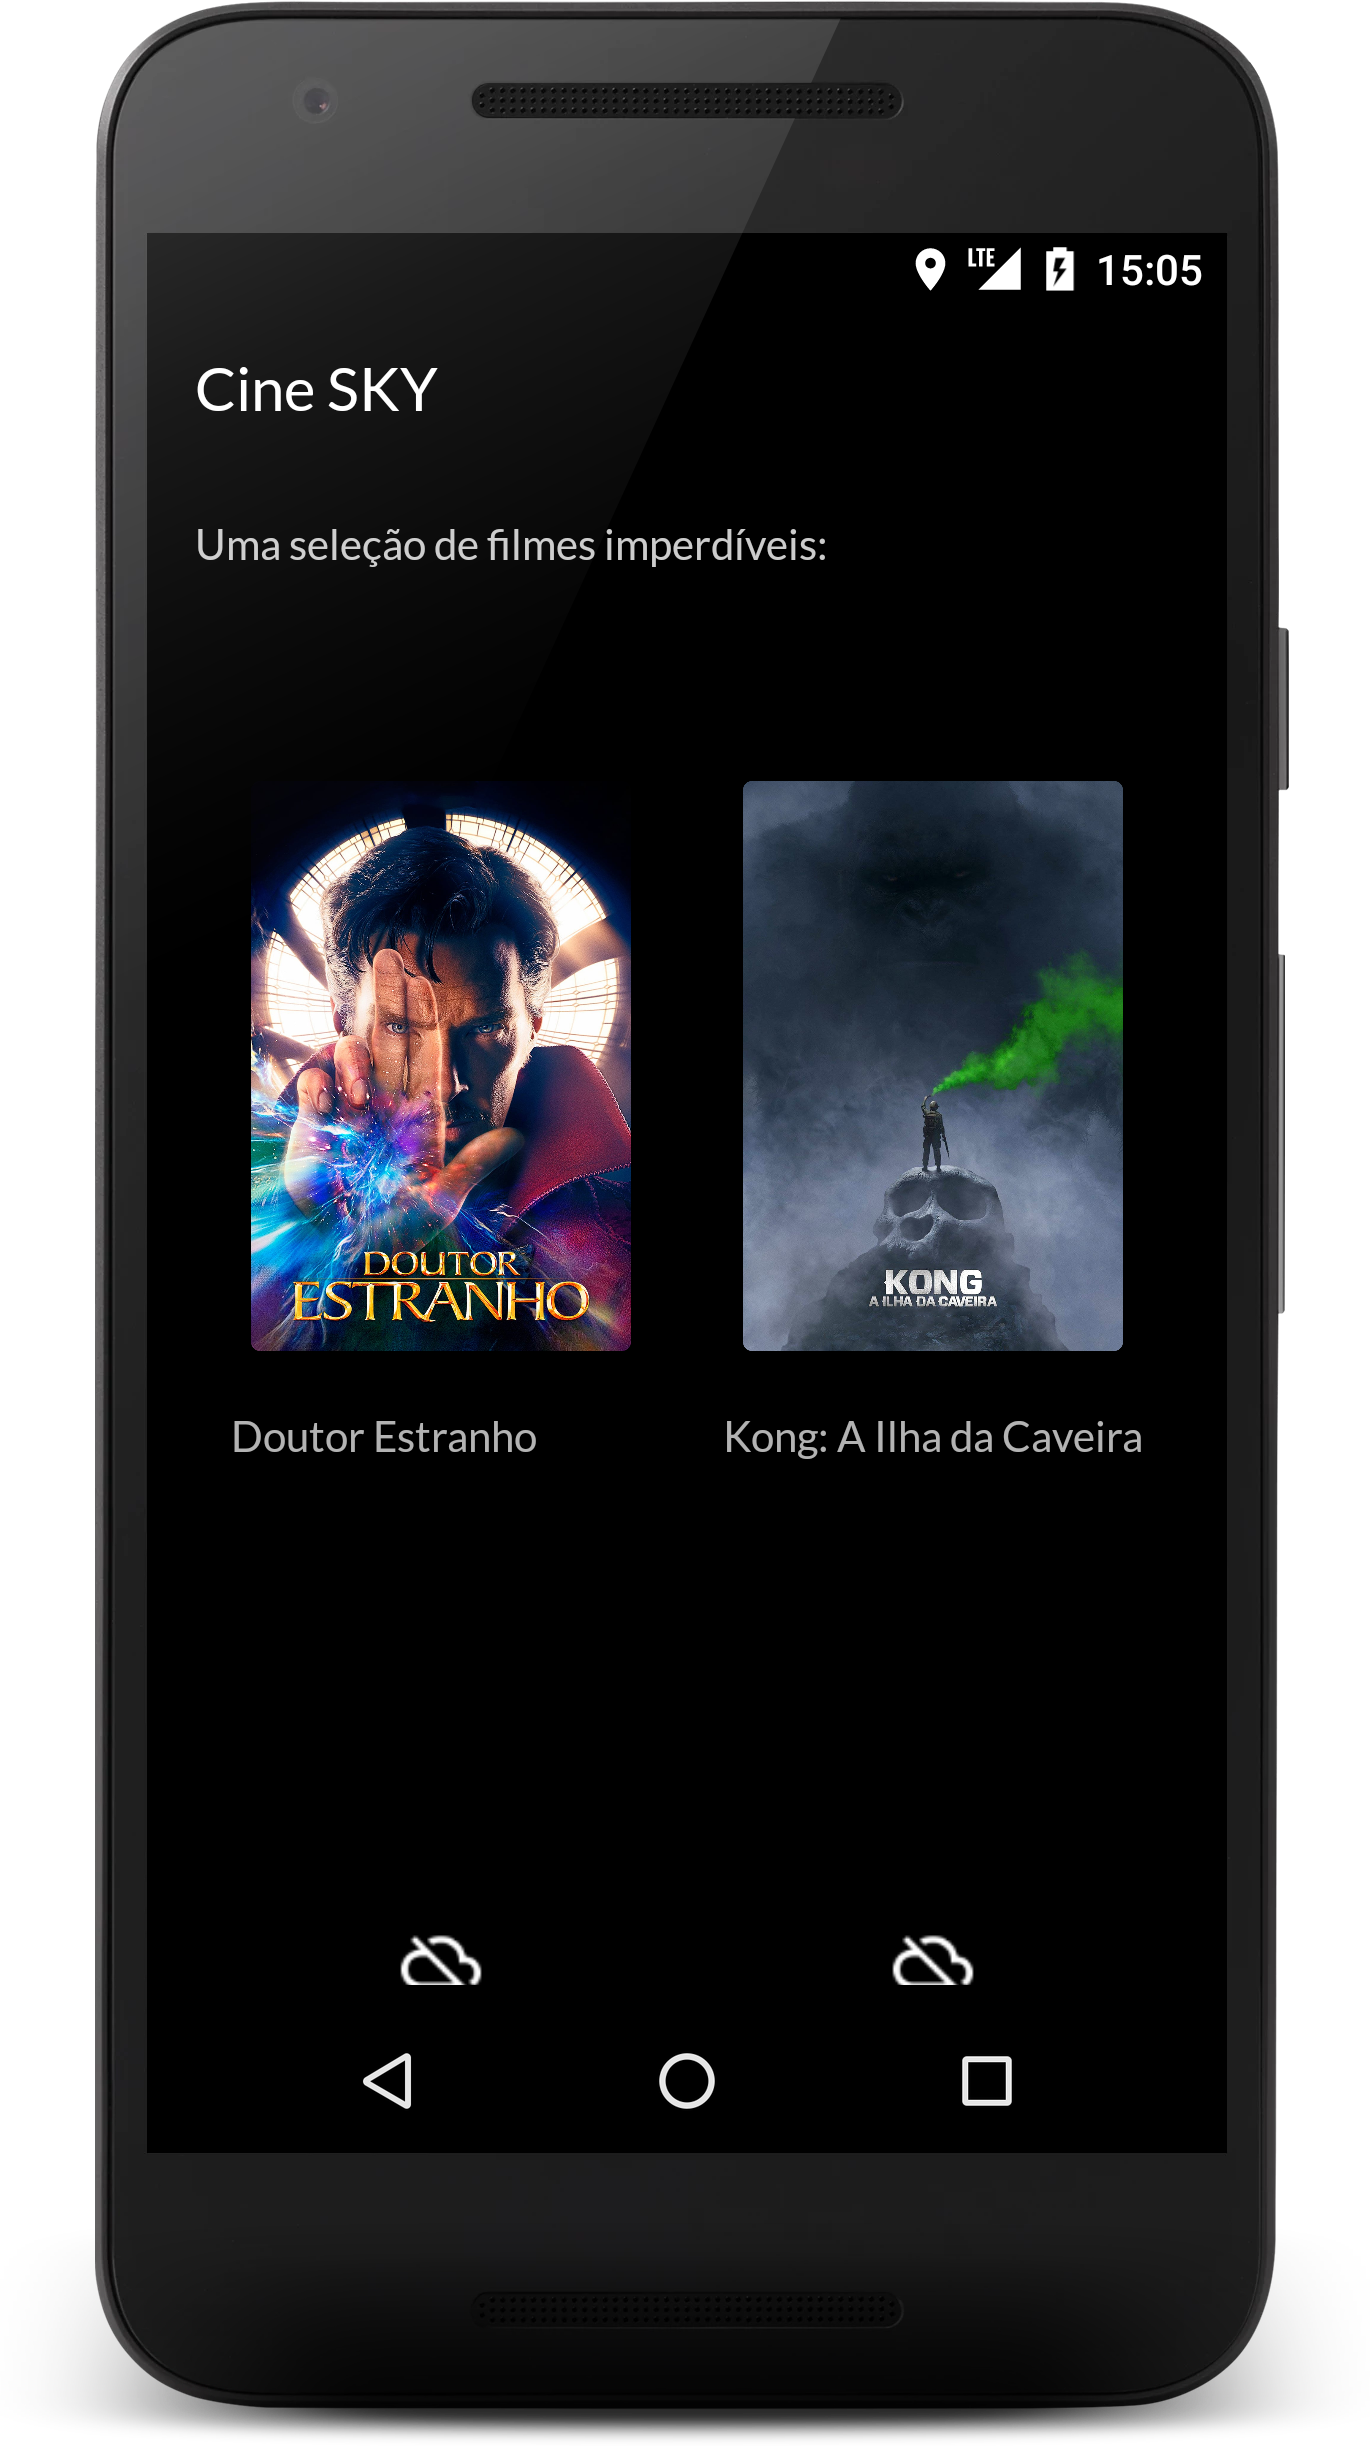 LTE 15:05
Cine SKY
Uma seleção de filmes imperdíveis:
DOUTOR
ESTRANHO
KONG
A ILHA DA CAVEIRA
Doutor Estranho
Kong: A Ilha da Caveira